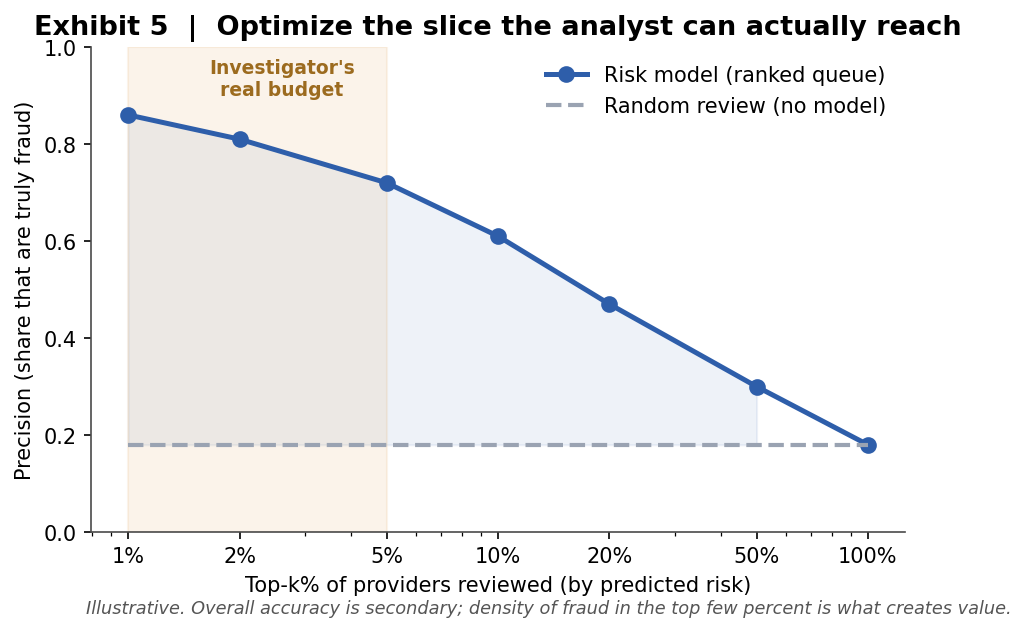 Exhibit 5 | Optimize the slice the analyst can actually reach
Investigator's
real budget
Risk model (ranked queue)
Random review (no model)
Precision (share that are truly fraud)
1.0
0.8
0.6
0.4
0.2
0.0
1% 2% 5% 10% 20% 50% 100%
Top-k% of providers reviewed (by predicted risk)
Illustrative. Overall accuracy is secondary; density of fraud in the top few percent is what creates value.